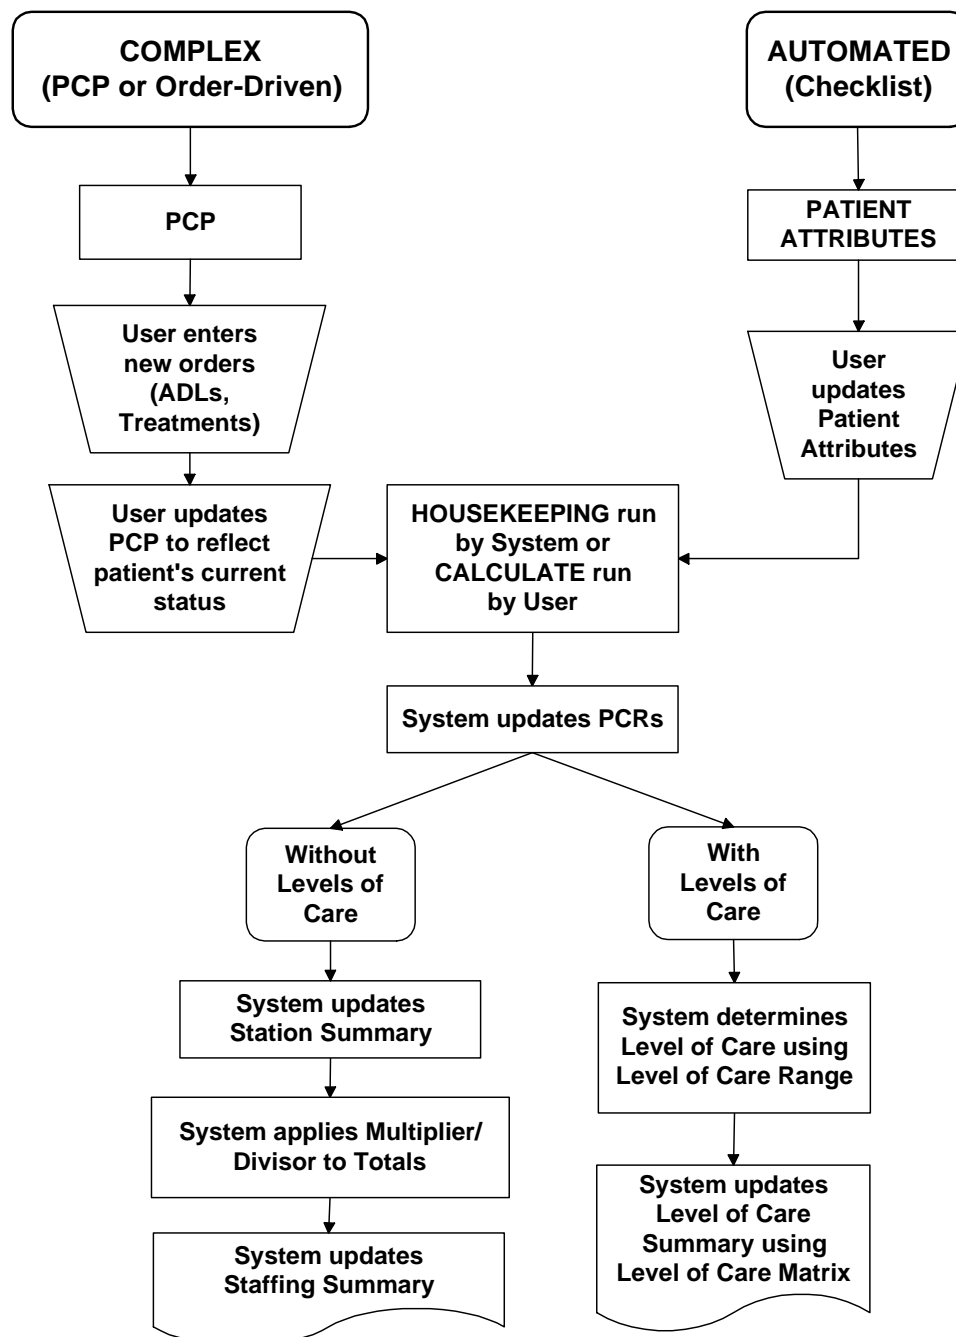 COMPLEX
(PCP or Order-Driven)
AUTOMATED
(Checklist)
PCP
PATIENT
ATTRIBUTES
User enters
new orders
(ADLs,
Treatments)
User
updates
Patient
Attributes
User updates
PCP to reflect
patient's current
status
HOUSEKEEPING run
by System or
CALCULATE run
by User
System updates PCRs
Without
Levels of
Care
With
Levels of
Care
System updates
Station Summary
System determines
Level of Care using
Level of Care Range
System applies Multiplier/
Divisor to Totals
System updates
Level of Care
Summary using
Level of Care Matrix
System updates
Staffing Summary